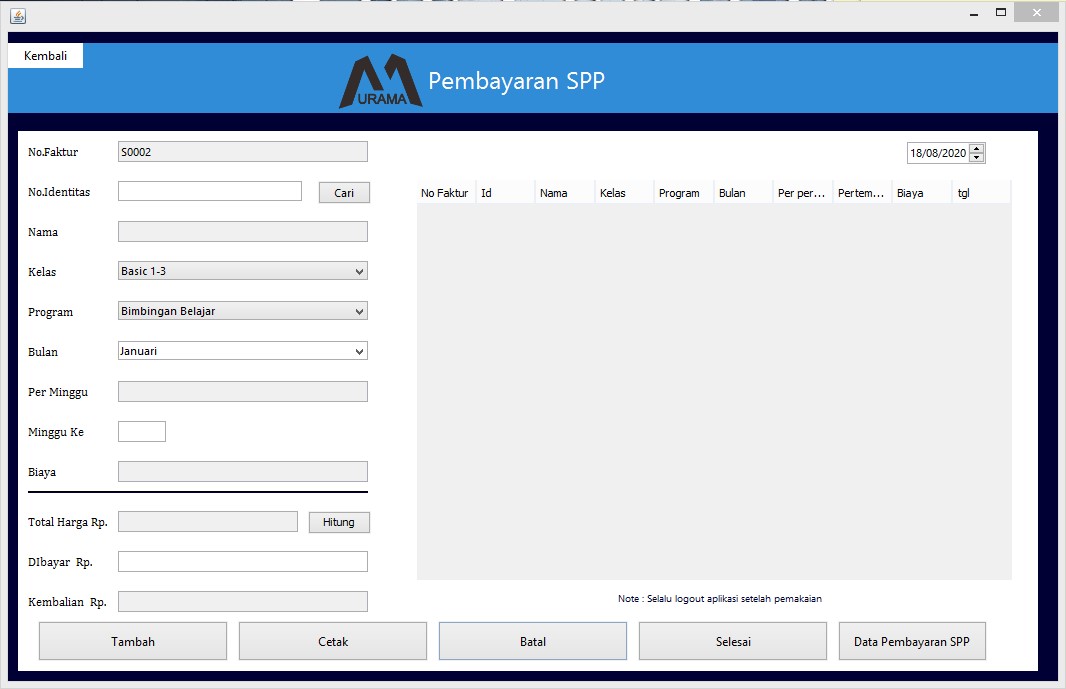 Kembali
URAMA Pembayaran SPP
No.Faktur S0002 18/08/2020
No.Identitas Cari
No Faktur Id Nama Kelas Program Bulan Per per... Pertem... Biaya tgl
Nama
Kelas Basic 1-3
Program Bimbingan Belajar
Bulan Januari
Per Minggu
Minggu Ke
Biaya
Total Harga Rp. Hitung
DIbayar Rp.
Kembalian Rp.
Note : Selalu logout aplikasi setelah pemakaian
Tambah Cetak Batal Selesai Data Pembayaran SPP